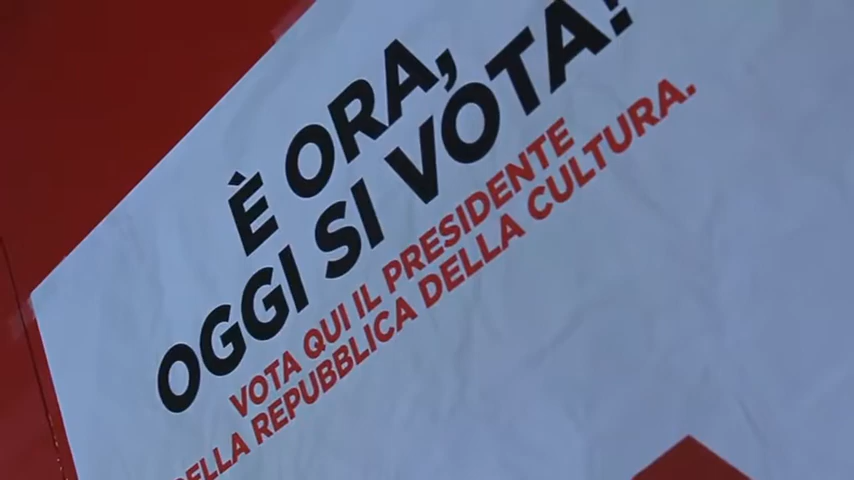 È ORA,
OGGI SI VOTA!
VOTA QUI IL PRESIDENTE
DELLA REPUBBLICA DELLA CULTURA.